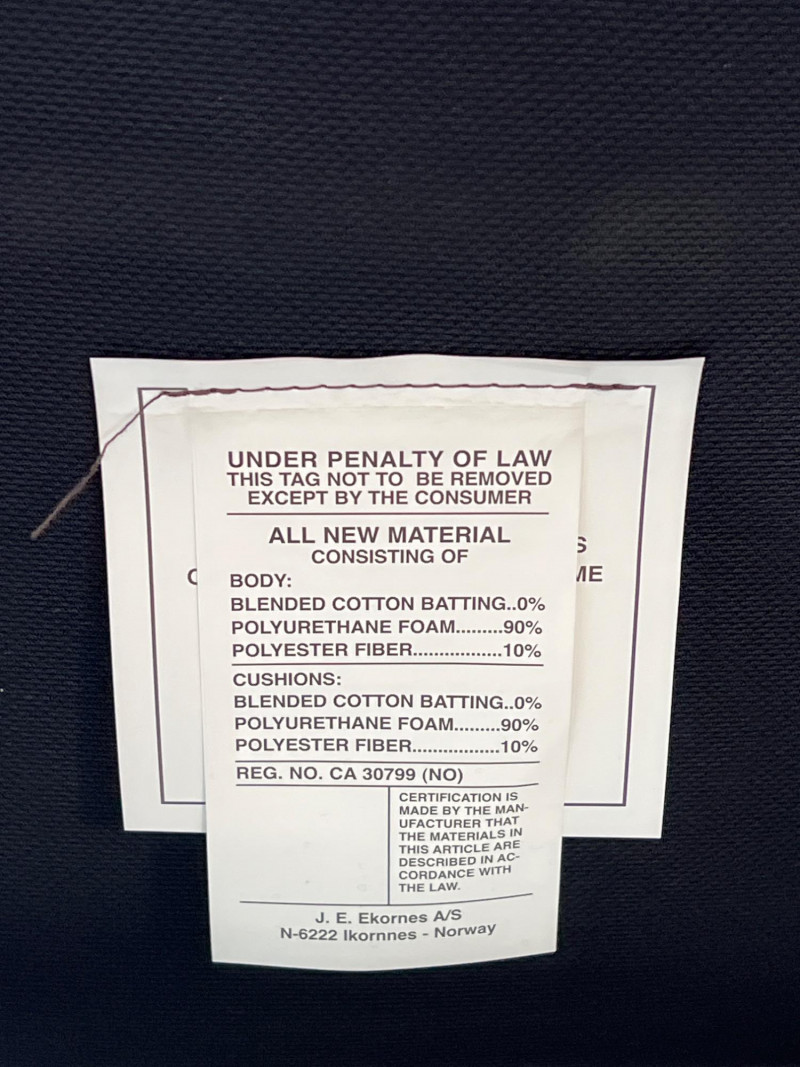 UNDER PENALTY OF LAW
THIS TAG NOT TO BE REMOVED
EXCEPT BY THE CONSUMER
ALL NEW MATERIAL
CONSISTING OF
BODY:
BLENDED COTTON BATTING..0%
POLYURETHANE FOAM.........90%
POLYESTER FIBER..................10%
CUSHIONS:
BLENDED COTTON BATTING..0%
POLYURETHANE FOAM.........90%
POLYESTER FIBER..................10%
REG. NO. CA 30799 (NO)
CERTIFICATION IS
MADE BY THE MAN-
UFACTURER THAT
THE MATERIALS IN
THIS ARTICLE ARE
DESCRIBED IN AC-
CORDANCE WITH
THE LAW.
J. E. Ekornes A/S
N-6222 Ikornnes - Norway